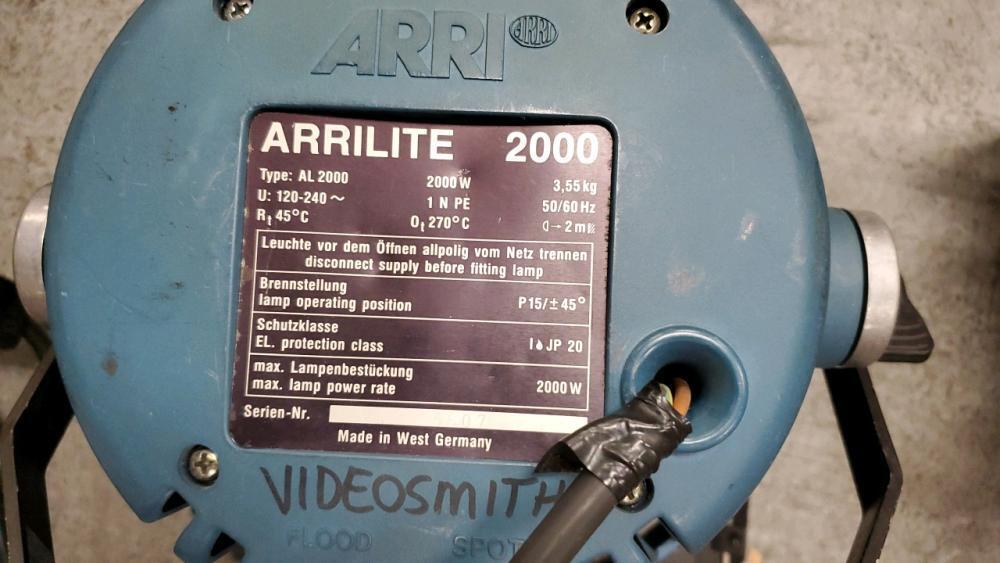 ARRI ARRI
ARRILITE 2000
Type: AL 2000 2000 W 3,55 kg
U: 120-240 ~ 1 N PE 50/60 Hz
Rt 45°C Ot 270°C 2 m
Leuchte vor dem Öffnen allpolig vom Netz trennen
disconnect supply before fitting lamp
Brennstellung
lamp operating position P15/± 45°
Schutzklasse
EL. protection class I JP 20
max. Lampenbestückung
max. lamp power rate 2000 W
Serien-Nr.
Made in West Germany
VIDEOSMITH
FLOOD SPOT